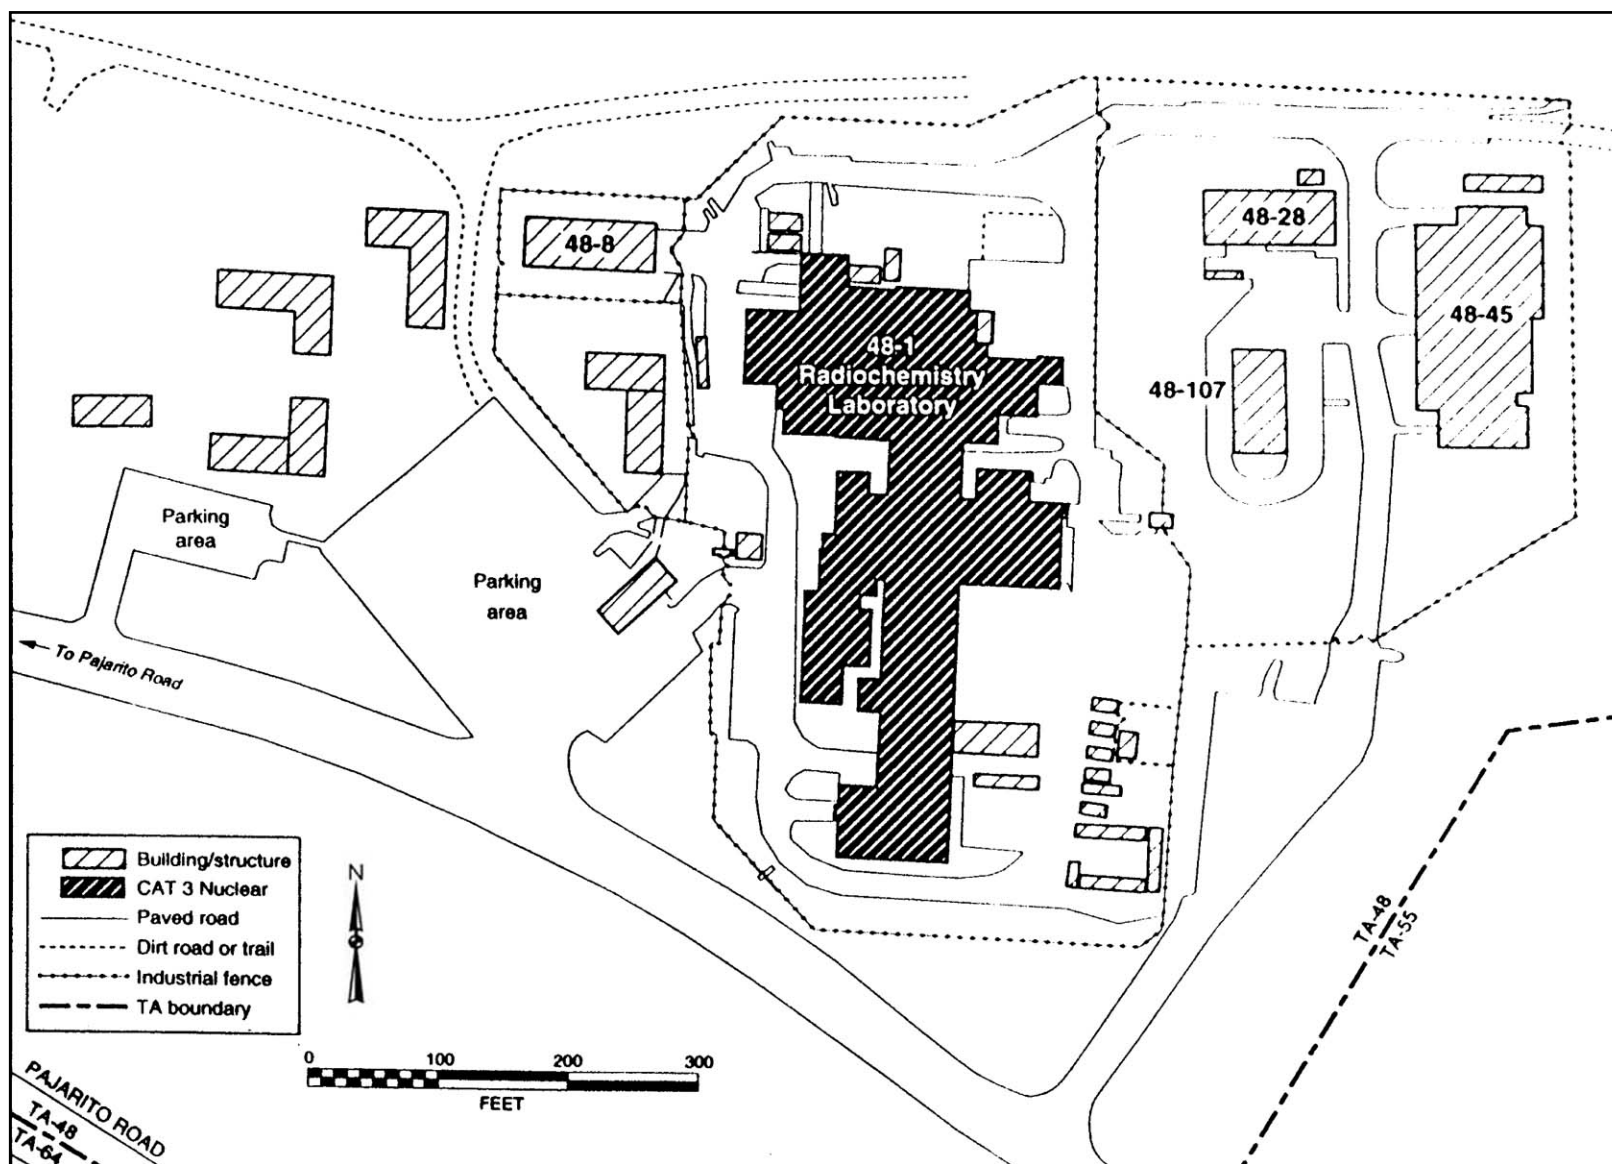 48-8
48-28
48-45
48-1
Radiochemistry
Laboratory
48-107
Parking
area
Parking
area
To Pajarito Road
Building/structure
CAT 3 Nuclear
Paved road
Dirt road or trail
Industrial fence
TA boundary
N
0 100 200 300
FEET
TA-48
TA-55
PAJARITO ROAD
TA-48
TA-64